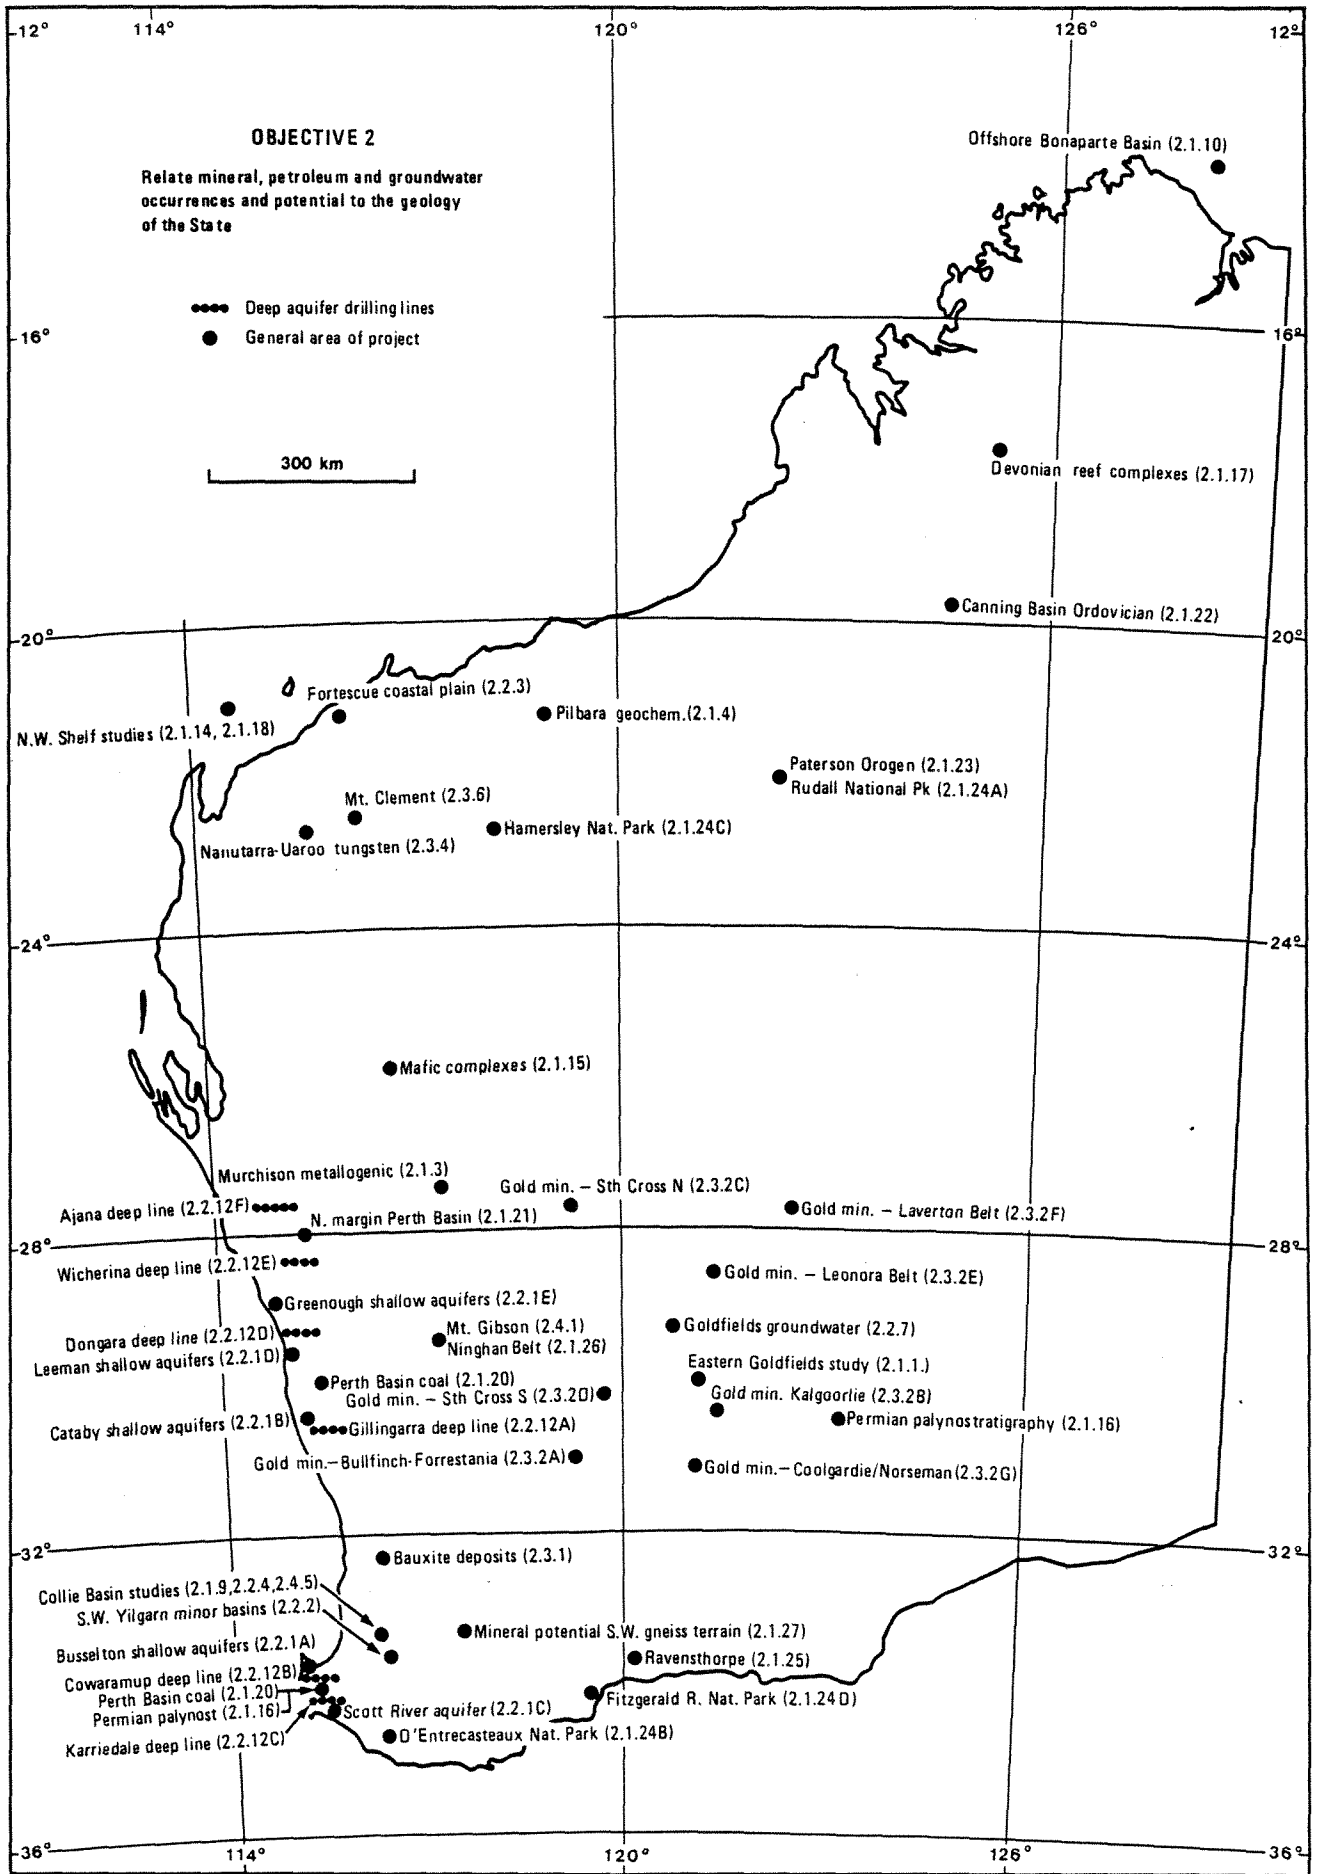 12° 114° 120° 126° 12°
OBJECTIVE 2
Relate mineral, petroleum and groundwater
occurrences and potential to the geology
of the State
Deep aquifer drilling lines
General area of project
300 km
Offshore Bonaparte Basin (2.1.10)
16° 16°
Devonian reef complexes (2.1.17)
Canning Basin Ordovician (2.1.22)
20° 20°
Fortescue coastal plain (2.2.3)
N.W. Shelf studies (2.1.14, 2.1.18)
Pilbara geochem.(2.1.4)
Paterson Orogen (2.1.23)
Rudall National Pk (2.1.24A)
Mt. Clement (2.3.6)
Hamersley Nat. Park (2.1.24C)
Nanutarra-Uaroo tungsten (2.3.4)
24° 24°
Mafic complexes (2.1.15)
Murchison metallogenic (2.1.3)
Gold min. – Sth Cross N (2.3.2C)
Ajana deep line (2.2.12F)
Gold min. – Laverton Belt (2.3.2F)
N. margin Perth Basin (2.1.21)
28° 28°
Wicherina deep line (2.2.12E)
Gold min. – Leonora Belt (2.3.2E)
Greenough shallow aquifers (2.2.1E)
Dongara deep line (2.2.12D)
Mt. Gibson (2.4.1)
Ninghan Belt (2.1.26)
Goldfields groundwater (2.2.7)
Leeman shallow aquifers (2.2.1D)
Eastern Goldfields study (2.1.1.)
Perth Basin coal (2.1.20)
Gold min. – Sth Cross S (2.3.2D)
Gold min. Kalgoorlie (2.3.2B)
Cataby shallow aquifers (2.2.1B)
Gillingarra deep line (2.2.12A)
Permian palynostratigraphy (2.1.16)
Gold min.–Bullfinch-Forrestania (2.3.2A)
Gold min.–Coolgardie/Norseman (2.3.2G)
32° 32°
Bauxite deposits (2.3.1)
Collie Basin studies (2.1.9,2.2.4,2.4.5)
S.W. Yilgarn minor basins (2.2.2)
Mineral potential S.W. gneiss terrain (2.1.27)
Busselton shallow aquifers (2.2.1A)
Ravensthorpe (2.1.25)
Cowaramup deep line (2.2.12B)
Perth Basin coal (2.1.20)
Permian palynost (2.1.16)
Fitzgerald R. Nat. Park (2.1.24D)
Scott River aquifer (2.2.1C)
Karriedale deep line (2.2.12C)
D'Entrecasteaux Nat. Park (2.1.24B)
36° 114° 120° 126° 36°